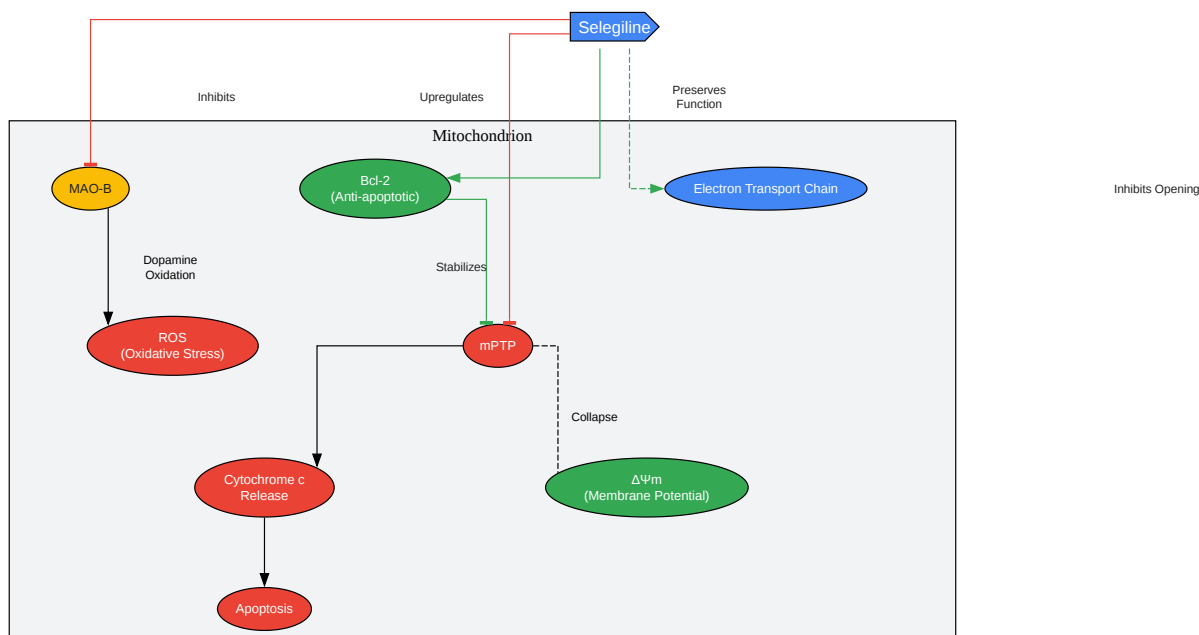 Selegiline
Inhibits
Upregulates
Preserves
Function
Mitochondrion
MAO-B
Bcl-2
(Anti-apoptotic)
Electron Transport Chain
Inhibits Opening
Dopamine
Oxidation
Stabilizes
ROS
(Oxidative Stress)
mPTP
Collapse
Cytochrome c
Release
ΔΨm
(Membrane Potential)
Apoptosis